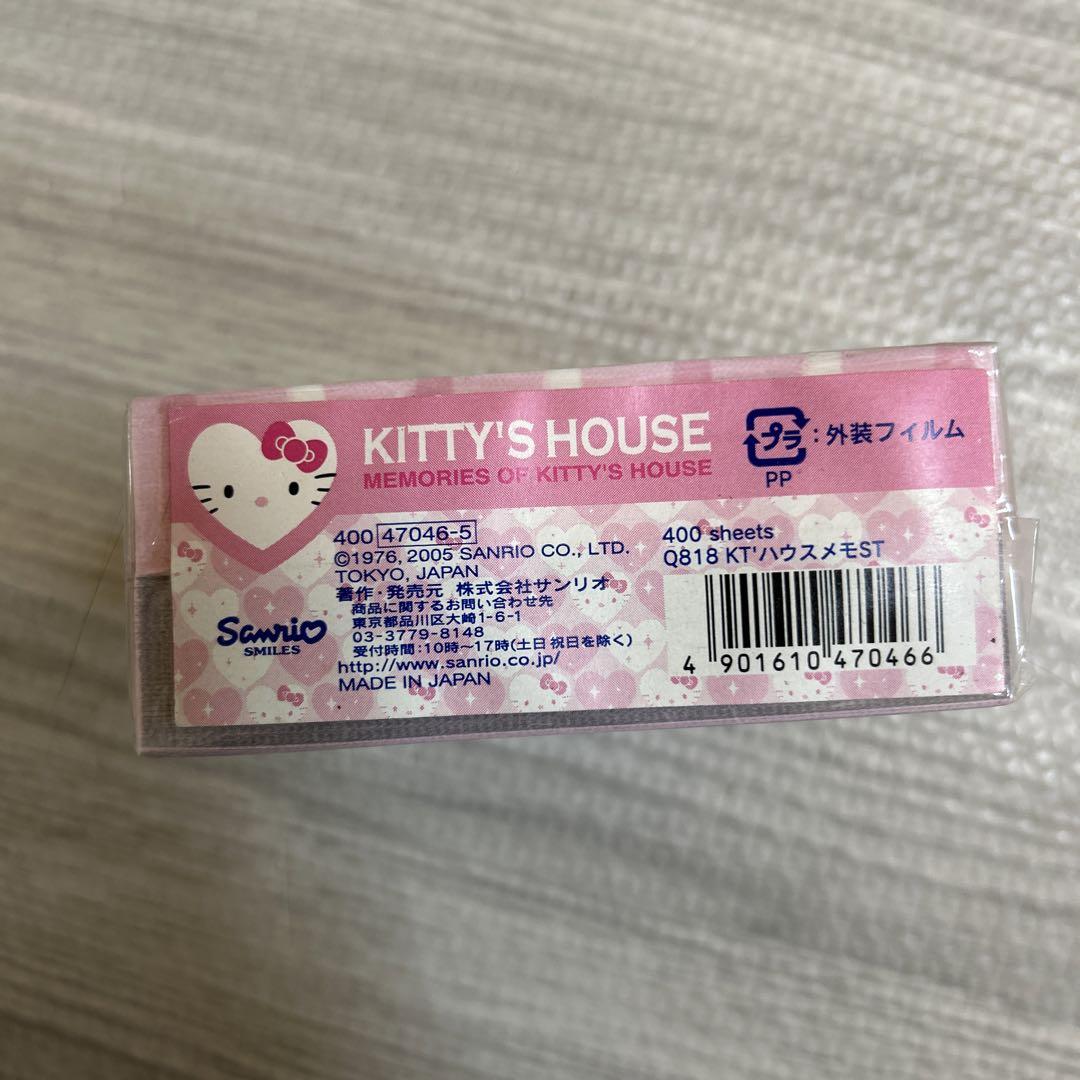 KITTY'S HOUSE
MEMORIES OF KITTY'S HOUSE
プラ : 外装フィルム
PP
400 47046-5
©1976, 2005 SANRIO CO., LTD.
TOKYO, JAPAN
著作・発売元 株式会社サンリオ
商品に関するお問い合わせ先
東京都品川区大崎1-6-1
03-3779-8148
受付時間:10時～17時(土日祝日を除く)
http://www.sanrio.co.jp/
MADE IN JAPAN
Sanrio
SMILES
400 sheets
Q818 KT'ハウスメモST
4 901610 470466